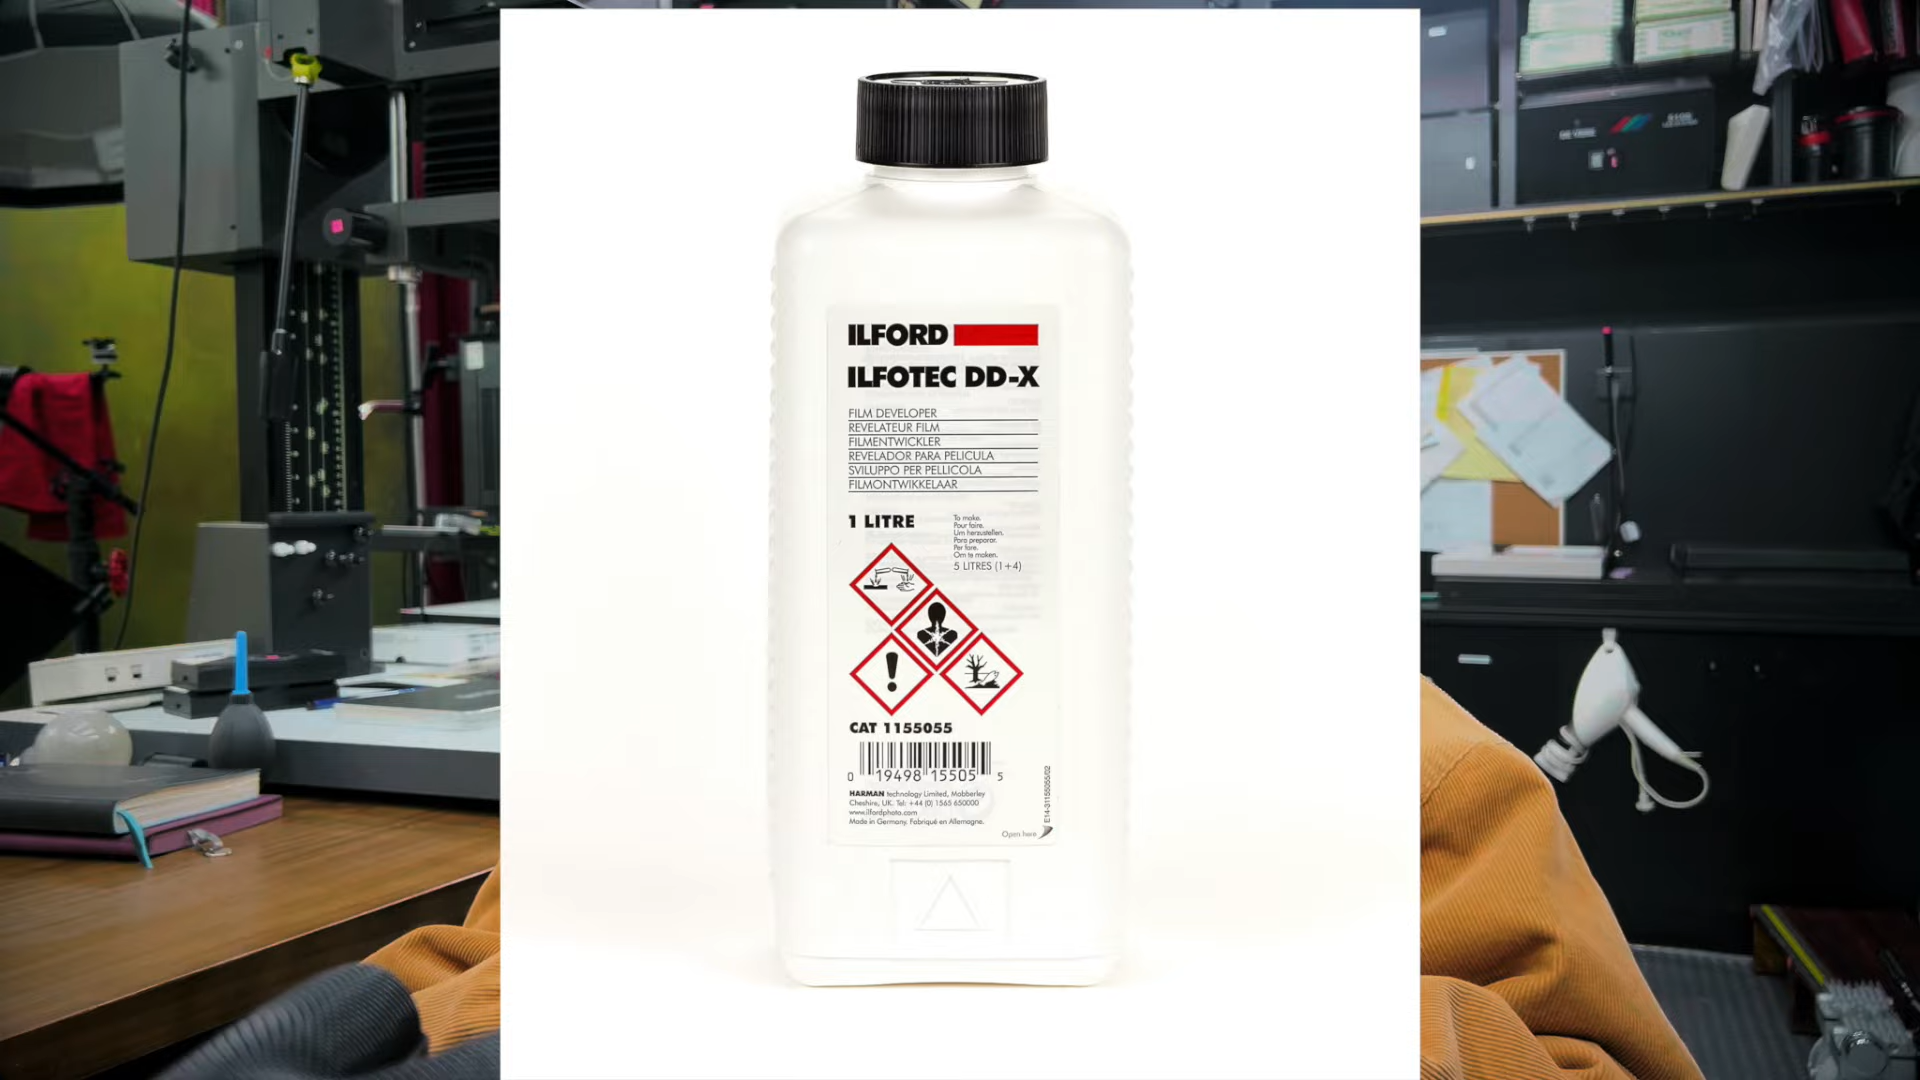 ILFORD
ILFOTEC DD-X
FILM DEVELOPER
REVELATEUR FILM
FILMENTWICKLER
REVELADOR PARA PELICULA
SVILUPPO PER PELLICOLA
FILMONTWIKKELAAR
1 LITRE
To make.
Pour faire.
Um herzustellen.
Para preparar.
Per fare.
Om te maken.
5 LITRES (1+4)
CAT 1155055
0 19498 15505 5
HARMAN technology Limited, Mobberley
Cheshire, UK. Tel: +44 (0) 1565 650000
www.ilfordphoto.com
Made in Germany. Fabriqué en Allemagne.
Open here